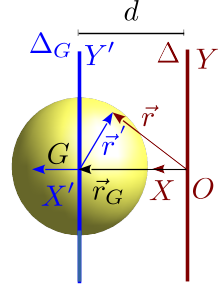 d
Δ_G Y′ Δ Y
r⃗
r⃗′
G
X′ r⃗_G X O